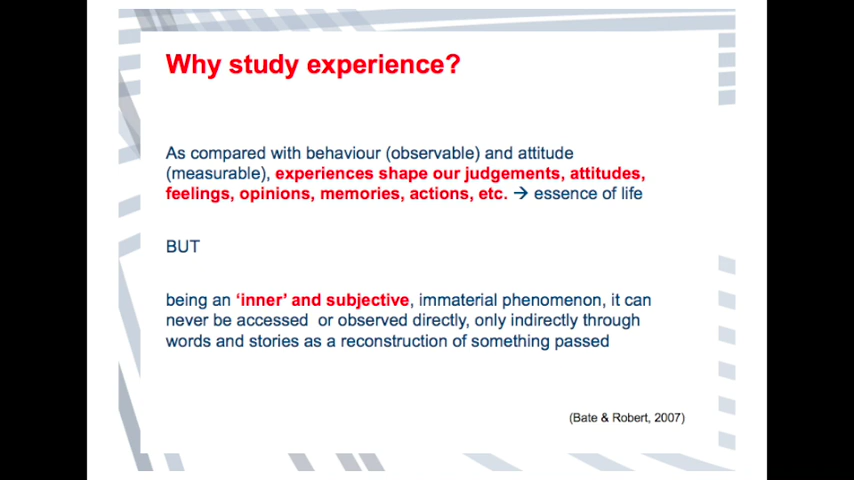 Why study experience?
As compared with behaviour (observable) and attitude
(measurable), experiences shape our judgements, attitudes,
feelings, opinions, memories, actions, etc. → essence of life
BUT
being an ‘inner’ and subjective, immaterial phenomenon, it can
never be accessed or observed directly, only indirectly through
words and stories as a reconstruction of something passed
(Bate & Robert, 2007)